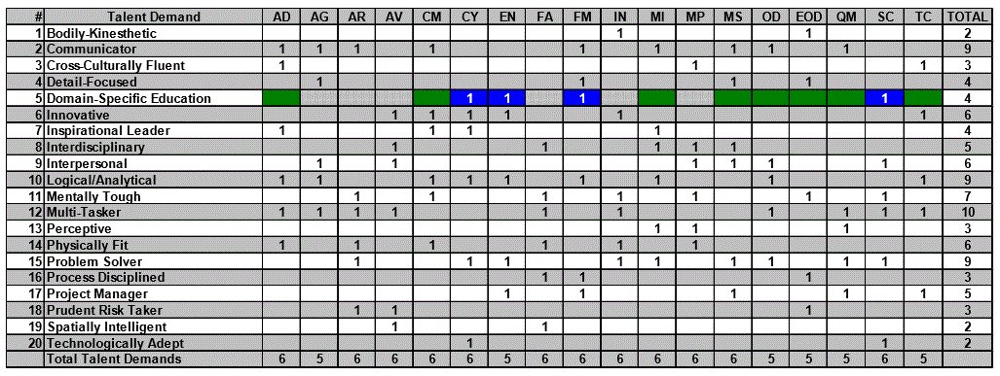 # Talent Demand AD AG AR AV CM CY EN FA FM IN MI MP MS OD EOD QM SC TC TOTAL
1 Bodily-Kinesthetic 1 1 2
2 Communicator 1 1 1 1 1 1 1 1 1 9
3 Cross-Culturally Fluent 1 1 1 3
4 Detail-Focused 1 1 1 1 4
5 Domain-Specific Education 1 1 1 1 4
6 Innovative 1 1 1 1 1 1 6
7 Inspirational Leader 1 1 1 1 4
8 Interdisciplinary 1 1 1 1 1 5
9 Interpersonal 1 1 1 1 1 1 6
10 Logical/Analytical 1 1 1 1 1 1 1 1 1 9
11 Mentally Tough 1 1 1 1 1 1 1 7
12 Multi-Tasker 1 1 1 1 1 1 1 1 1 1 10
13 Perceptive 1 1 1 3
14 Physically Fit 1 1 1 1 1 1 6
15 Problem Solver 1 1 1 1 1 1 1 1 1 9
16 Process Disciplined 1 1 1 3
17 Project Manager 1 1 1 1 1 5
18 Prudent Risk Taker 1 1 1 3
19 Spatially Intelligent 1 1 2
20 Technologically Adept 1 1 2
Total Talent Demands 6 5 6 6 6 6 5 6 6 6 6 6 6 5 5 5 6 5